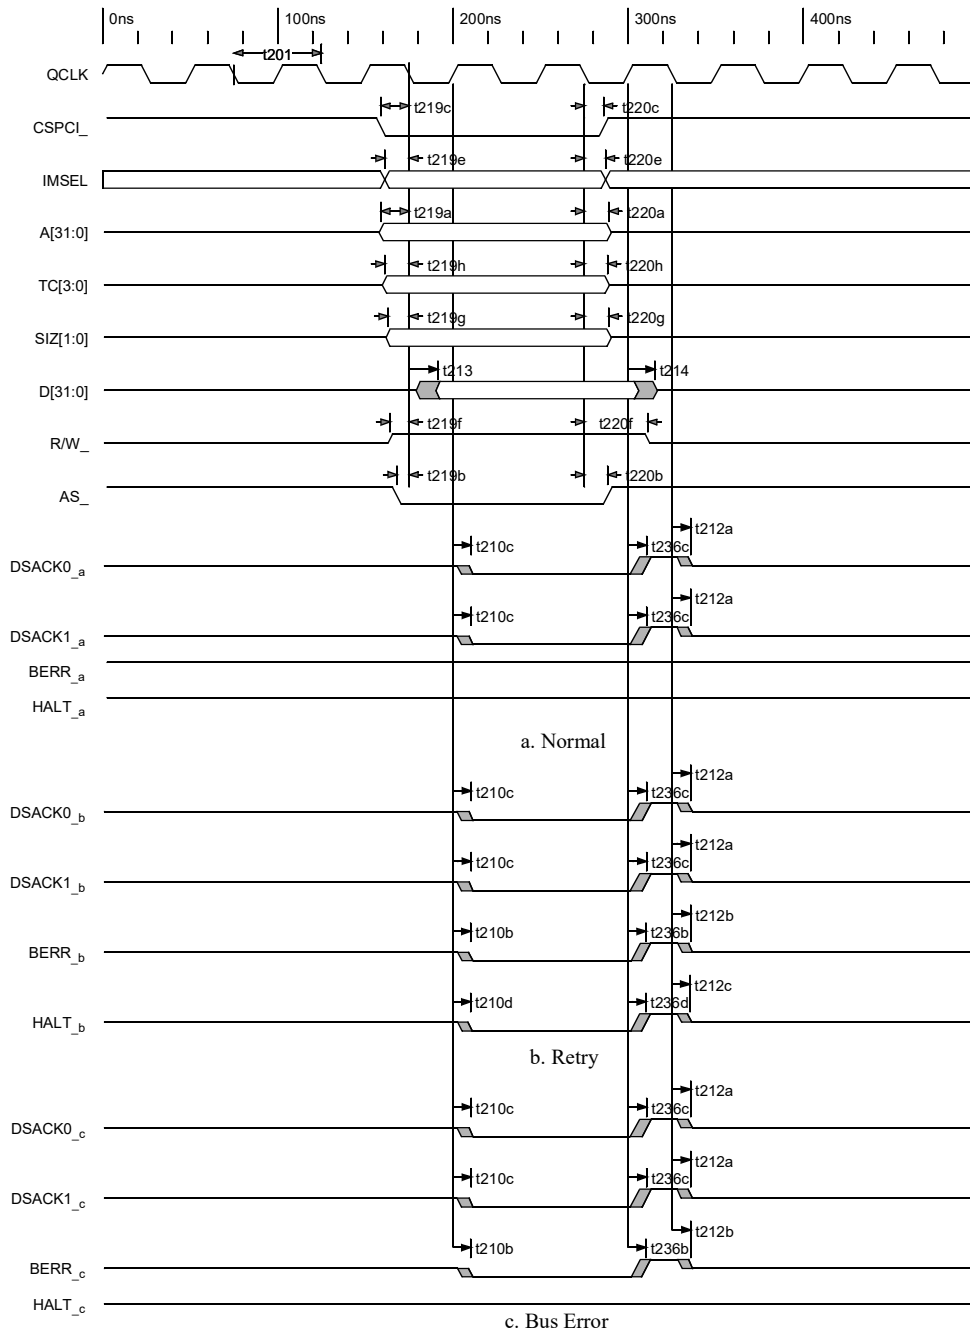 0ns 100ns 200ns 300ns 400ns
t201
QCLK
t219c t220c
CSPCI_
t219e t220e
IMSEL
t219a t220a
A[31:0]
t219h t220h
TC[3:0]
t219g t220g
SIZ[1:0]
t213 t214
D[31:0]
t219f t220f
R/W_
t219b t220b
AS_
t212a
t210c t236c
DSACK0_a
t212a
t210c t236c
DSACK1_a
BERR_a
HALT_a
a. Normal
t212a
t210c t236c
DSACK0_b
t212a
t210c t236c
DSACK1_b
t212b
t210b t236b
BERR_b
t212c
t210d t236d
HALT_b
b. Retry
t212a
t210c t236c
DSACK0_c
t212a
t210c t236c
DSACK1_c
t212b
t210b t236b
BERR_c
HALT_c
c. Bus Error